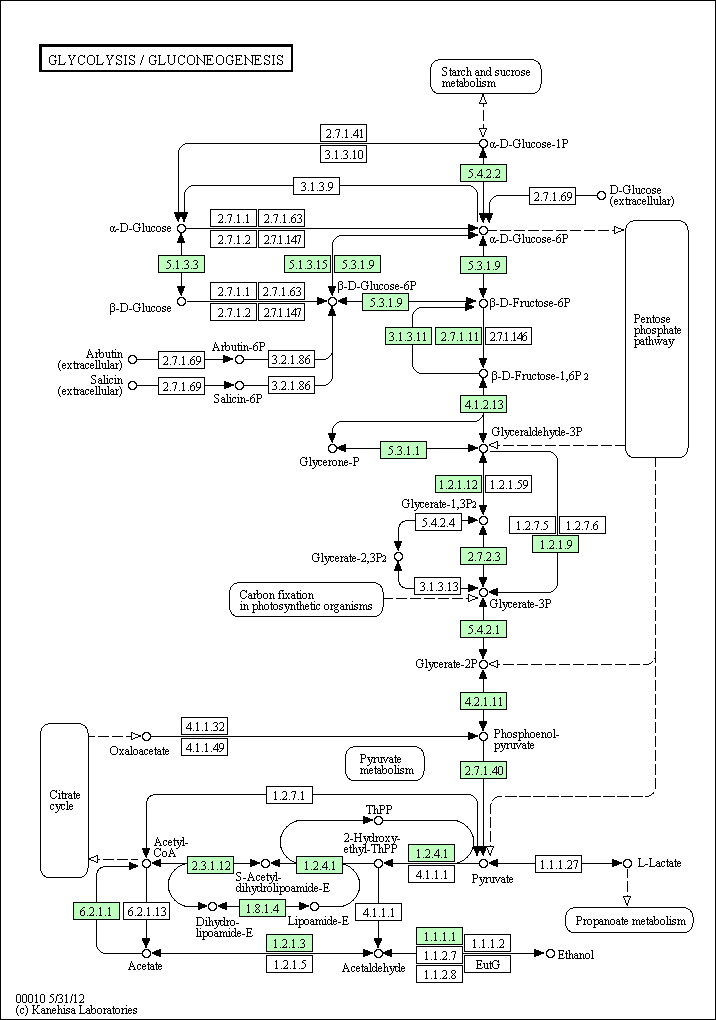 GLYCOLYSIS / GLUCONEOGENESIS
Starch and sucrose
metabolism
2.7.1.41
3.1.3.10
α-D-Glucose-1P
5.4.2.2
3.1.3.9
2.7.1.69
D-Glucose
(extracellular)
α-D-Glucose
2.7.1.1
2.7.1.63
2.7.1.2
2.7.1.147
α-D-Glucose-6P
5.1.3.3
5.1.3.15
5.3.1.9
5.3.1.9
β-D-Glucose
2.7.1.1
2.7.1.63
2.7.1.2
2.7.1.147
β-D-Glucose-6P
5.3.1.9
β-D-Fructose-6P
Pentose
phosphate
pathway
3.1.3.11
2.7.1.11
2.7.1.146
Arbutin
(extracellular)
2.7.1.69
Arbutin-6P
3.2.1.86
Salicin
(extracellular)
2.7.1.69
Salicin-6P
3.2.1.86
β-D-Fructose-1,6P2
4.1.2.13
Glyceraldehyde-3P
Glycerone-P
5.3.1.1
1.2.1.12
1.2.1.59
Glycerate-1,3P2
5.4.2.4
1.2.7.5
1.2.7.6
1.2.1.9
Glycerate-2,3P2
2.7.2.3
3.1.3.13
Carbon fixation
in photosynthetic organisms
Glycerate-3P
5.4.2.1
Glycerate-2P
4.2.1.11
4.1.1.32
4.1.1.49
Oxaloacetate
Phosphoenol-
pyruvate
Pyruvate
metabolism
2.7.1.40
Citrate
cycle
1.2.7.1
ThPP
Acetyl-
CoA
2-Hydroxy-
ethyl-ThPP
2.3.1.12
S-Acetyl-
dihydrolipoamide-E
1.2.4.1
1.2.4.1
4.1.1.1
Pyruvate
1.1.1.27
L-Lactate
6.2.1.1
6.2.1.13
Dihydro-
lipoamide-E
1.8.1.4
Lipoamide-E
4.1.1.1
Propanoate metabolism
Acetate
1.2.1.3
1.2.1.5
Acetaldehyde
1.1.1.1
1.1.1.2
1.1.2.7
EutG
1.1.2.8
Ethanol
00010 5/31/12
(c) Kanehisa Laboratories